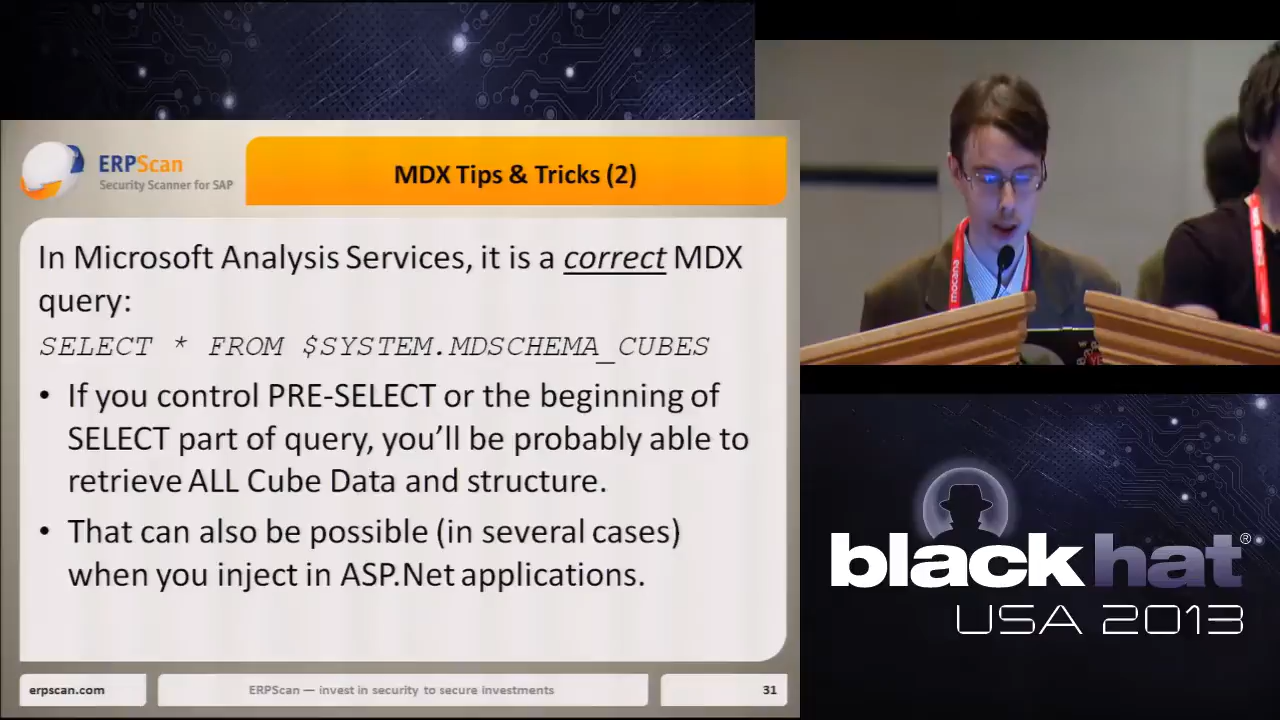 ERPScan
Security Scanner for SAP
MDX Tips & Tricks (2)
In Microsoft Analysis Services, it is a correct MDX
query:
SELECT * FROM $SYSTEM.MDSCHEMA_CUBES
• If you control PRE-SELECT or the beginning of
SELECT part of query, you’ll be probably able to
retrieve ALL Cube Data and structure.
• That can also be possible (in several cases)
when you inject in ASP.Net applications.
erpscan.com
ERPScan — invest in security to secure investments
31
mocana
black hat®
USA 2013